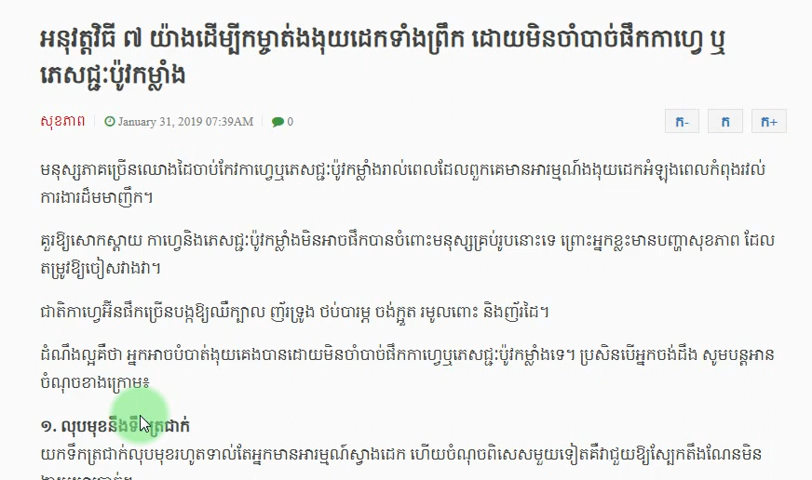 អនុវត្តវិធី ៧ យ៉ាងដើម្បីកម្ចាត់ងងុយដេកទាំងព្រឹក ដោយមិនចាំបាច់ផឹកកាហ្វេ ឬ
ភេសជ្ជៈប៉ូវកម្លាំង
សុខភាព January 31, 2019 07:39AM 0 ក- ក ក+
មនុស្សភាគច្រើនឈោងដៃចាប់កែវកាហ្វេឬភេសជ្ជៈប៉ូវកម្លាំងរាល់ពេលដែលពួកគេមានអារម្មណ៍ងងុយដេកអំឡុងពេលកំពុងរវល់
ការងារដ៏មមាញឹក។
គួរឱ្យសោកស្ដាយ កាហ្វេនិងភេសជ្ជៈប៉ូវកម្លាំងមិនអាចផឹកបានចំពោះមនុស្សគ្រប់រូបនោះទេ ព្រោះអ្នកខ្លះមានបញ្ហាសុខភាព ដែល
តម្រូវឱ្យចៀសវាងវា។
ជាតិកាហ្វេអ៊ីនផឹកច្រើនបង្កឱ្យឈឺក្បាល ញ័រទ្រូង ថប់បារម្ភ ចង់ក្អួត រមូលពោះ និងញ័រដៃ។
ដំណឹងល្អគឺថា អ្នកអាចបំបាត់ងុយគេងបានដោយមិនចាំបាច់ផឹកកាហ្វេឬភេសជ្ជៈប៉ូវកម្លាំងទេ។ ប្រសិនបើអ្នកចង់ដឹង សូមបន្តអាន
ចំណុចខាងក្រោម៖
១. លុបមុខនឹងទឹកត្រជាក់
យកទឹកត្រជាក់លុបមុខរហូតទាល់តែអ្នកមានអារម្មណ៍ស្វាងដេក ហើយចំណុចពិសេសមួយទៀតគឺវាជួយឱ្យស្បែកតឹងណែនមិន